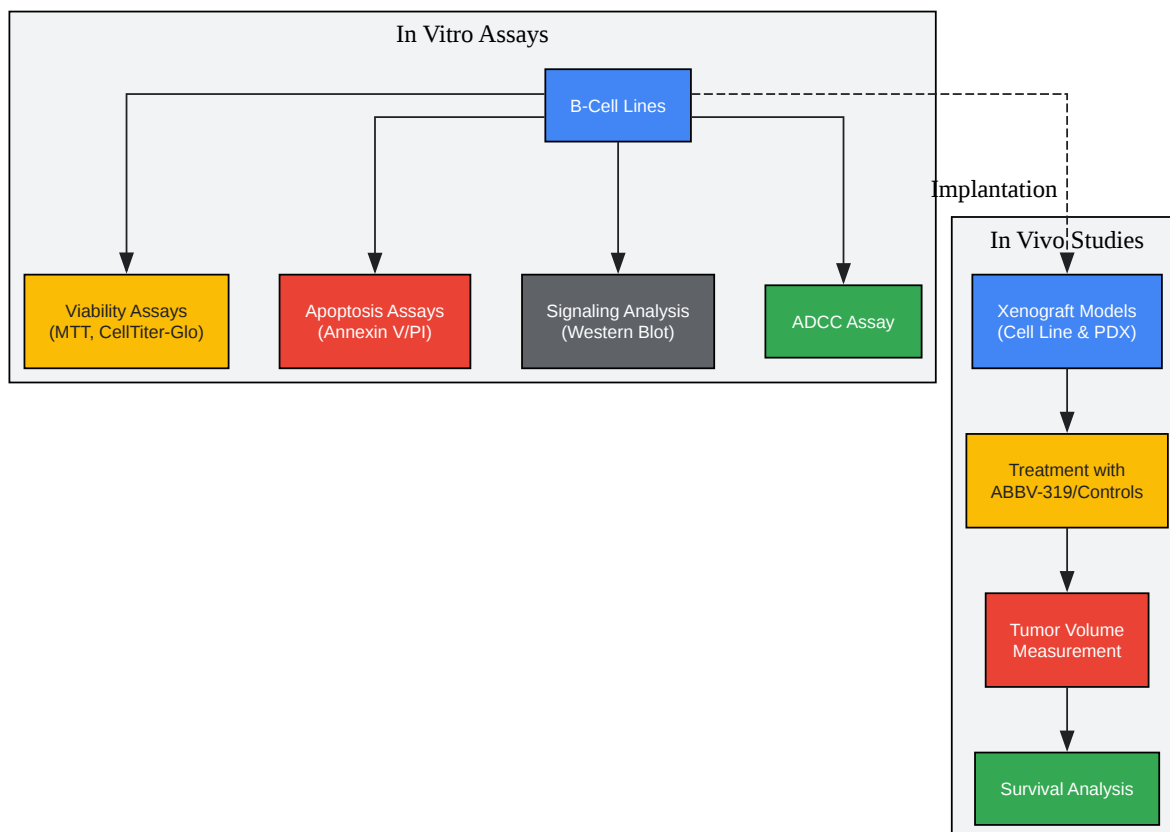 In Vitro Assays
B-Cell Lines
Implantation
In Vivo Studies
Viability Assays
(MTT, CellTiter-Glo)
Apoptosis Assays
(Annexin V/PI)
Signaling Analysis
(Western Blot)
ADCC Assay
Xenograft Models
(Cell Line & PDX)
Treatment with
ABBV-319/Controls
Tumor Volume
Measurement
Survival Analysis